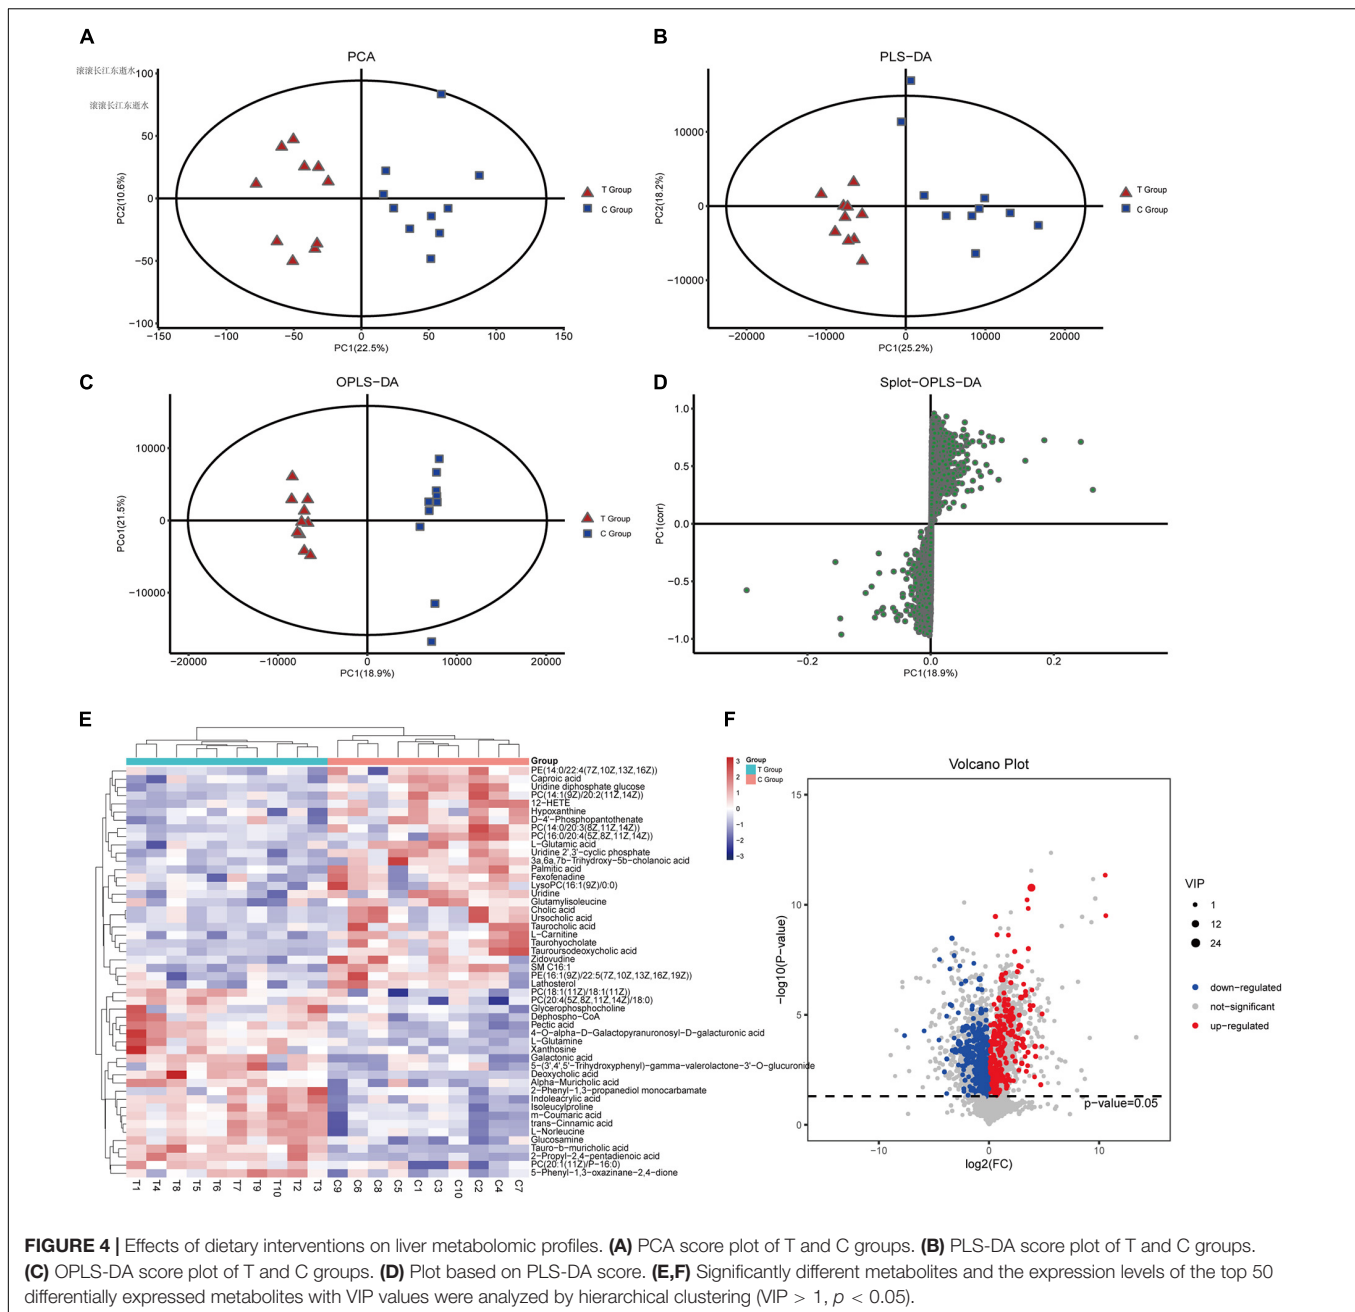 A
PCA
滚滚长江东逝水
滚滚长江东逝水
100
50
0
−50
−100
PC2(10.6%)
−150
−100
−50
0
50
100
150
PC1(22.5%)
T Group
C Group
B
PLS−DA
10000
0
−10000
PC2(18.2%)
−20000
−10000
0
10000
20000
PC1(25.2%)
T Group
C Group
C
OPLS−DA
10000
0
−10000
PCo1(21.5%)
−20000
−10000
0
10000
20000
PC1(18.9%)
T Group
C Group
D
Splot−OPLS−DA
1.0
0.5
0.0
−0.5
−1.0
PC1(corr)
−0.2
0.0
0.2
PC1(18.9%)
E
Group
PE(14:0/22:4(7Z,10Z,13Z,16Z))
Caproic acid
Uridine diphosphate glucose
PC(14:1(9Z)/20:2(11Z,14Z))
12−HETE
Hypoxanthine
D−4'−Phosphopantothenate
PC(14:0/20:3(8Z,11Z,14Z))
PC(16:0/20:4(5Z,8Z,11Z,14Z))
L−Glutamic acid
Uridine 2',3'−cyclic phosphate
3a,6a,7b−Trihydroxy−5b−cholanoic acid
Palmitic acid
Fexofenadine
LysoPC(16:1(9Z)/0:0)
Uridine
Glutamylisoleucine
Cholic acid
Ursocholic acid
Taurocholic acid
L−Carnitine
Taurohyocholate
Tauroursodeoxycholic acid
Zidovudine
SM C16:1
PE(16:1(9Z)/22:5(7Z,10Z,13Z,16Z,19Z))
Lathosterol
PC(18:1(11Z)/18:1(11Z))
PC(20:4(5Z,8Z,11Z,14Z)/18:0)
Glycerophosphocholine
Dephospho−CoA
Pectic acid
4−O−alpha−D−Galactopyranuronosyl−D−galacturonic acid
L−Glutamine
Xanthosine
Galactonic acid
5−(3',4',5'−Trihydroxyphenyl)−gamma−valerolactone−3'−O−glucuronide
Deoxycholic acid
Alpha−Muricholic acid
2−Phenyl−1,3−propanediol monocarbamate
Indoleacrylic acid
Isoleucylproline
m−Coumaric acid
trans−Cinnamic acid
L−Norleucine
Glucosamine
Tauro−b−muricholic acid
2−Propyl−2,4−pentadienoic acid
PC(20:1(11Z)/P−16:0)
5−Phenyl−1,3−oxazinane−2,4−dione
T1
T4
T8
T5
T6
T7
T9
T10
T2
T3
C9
C6
C8
C5
C1
C3
C10
C2
C4
C7
3
2
1
0
−1
−2
−3
Group
T Group
C Group
F
Volcano Plot
15
10
5
0
−log10(P−value)
p−value=0.05
−10
0
10
log2(FC)
VIP
1
12
24
down−regulated
not−significant
up−regulated
FIGURE 4 | Effects of dietary interventions on liver metabolomic profiles. (A) PCA score plot of T and C groups. (B) PLS-DA score plot of T and C groups.
(C) OPLS-DA score plot of T and C groups. (D) Plot based on PLS-DA score. (E,F) Significantly different metabolites and the expression levels of the top 50
differentially expressed metabolites with VIP values were analyzed by hierarchical clustering (VIP > 1, p < 0.05).